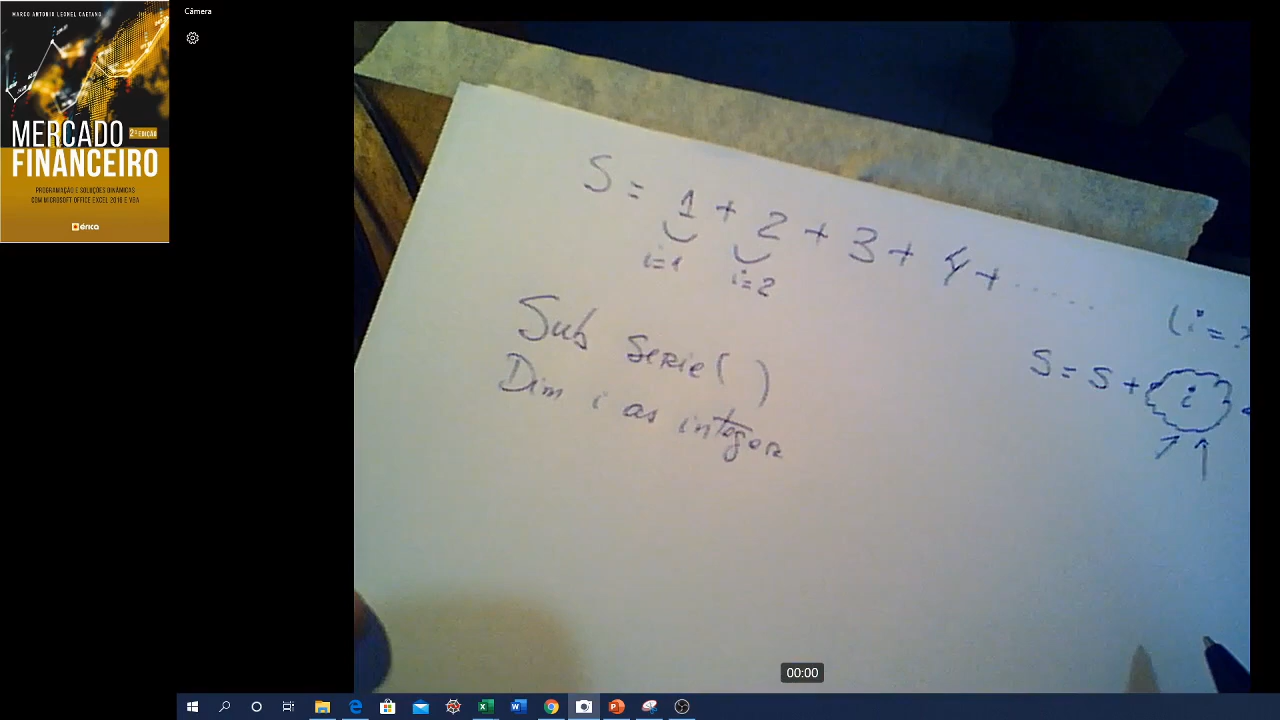 MARCO ANTONIO LEONEL CAETANO
MERCADO
2ª EDIÇÃO
FINANCEIRO
PROGRAMAÇÃO E SOLUÇÕES DINÂMICAS
COM MICROSOFT OFFICE EXCEL 2016 E VBA
érica
Câmera
S = 1 + 2 + 3 + 4 + ......
i=1 i=2
(i=?
S = S + i
Sub serie( )
Dim i as integer
00:00